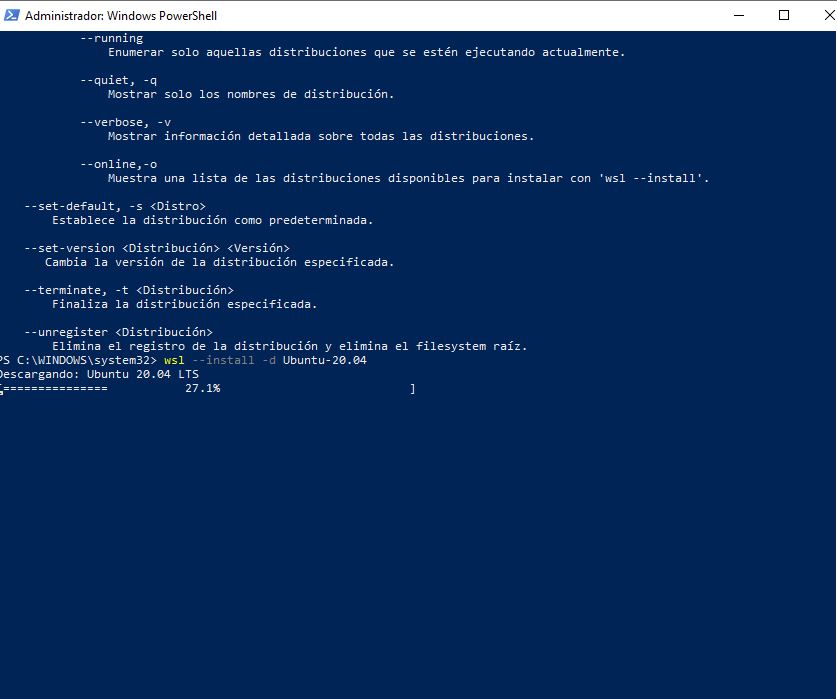 Administrador: Windows PowerShell
--running
Enumerar solo aquellas distribuciones que se estén ejecutando actualmente.
--quiet, -q
Mostrar solo los nombres de distribución.
--verbose, -v
Mostrar información detallada sobre todas las distribuciones.
--online,-o
Muestra una lista de las distribuciones disponibles para instalar con 'wsl --install'.
--set-default, -s <Distro>
Establece la distribución como predeterminada.
--set-version <Distribución> <Versión>
Cambia la versión de la distribución especificada.
--terminate, -t <Distribución>
Finaliza la distribución especificada.
--unregister <Distribución>
Elimina el registro de la distribución y elimina el filesystem raíz.
PS C:\WINDOWS\system32> wsl --install -d Ubuntu-20.04
Descargando: Ubuntu 20.04 LTS
[=============== 27.1% ]